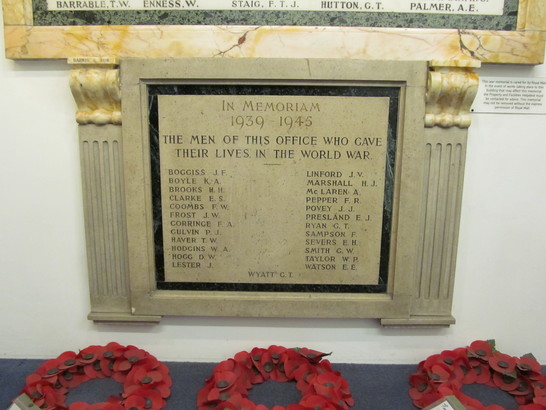 BARRABLE, T.W. ENNESS, W. STAIG, F. T. J. HUTTON, G.T. PALMER, A.E.
IN MEMORIAM
1939 - 1945
THE MEN OF THIS OFFICE WHO GAVE
THEIR LIVES IN THE WORLD WAR.
BOGGISS J. F.
BOYLE K. A.
BROOKS H. H.
CLARKE E. S.
COOMBS F. W.
FROST J. W.
GORRINGE F. A.
GULVIN P. J.
HAVER T. W.
HODGINS W. A.
HOGG D. W.
LESTER J.
LINFORD J. V.
MARSHALL H. J.
McLAREN A.
PEPPER F. R.
POVEY J. J.
PRESLAND E. J.
RYAN G. T.
SAMPSON F.
SEVERS E. H.
SMITH G. W.
TAYLOR W. P.
WATSON E. E.
WYATT G. T.